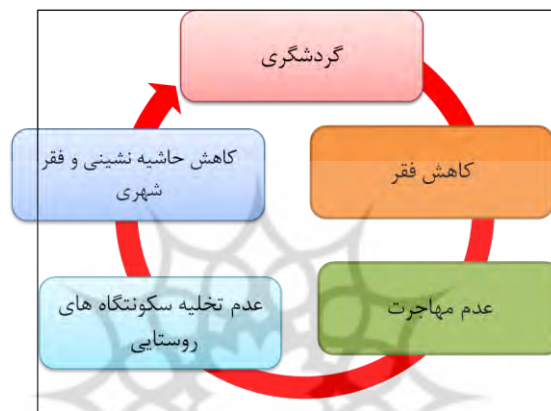 گردشگری
کاهش فقر
عدم مهاجرت
عدم تخلیه سکونتگاه های
روستایی
کاهش حاشیه نشینی و فقر
شهری